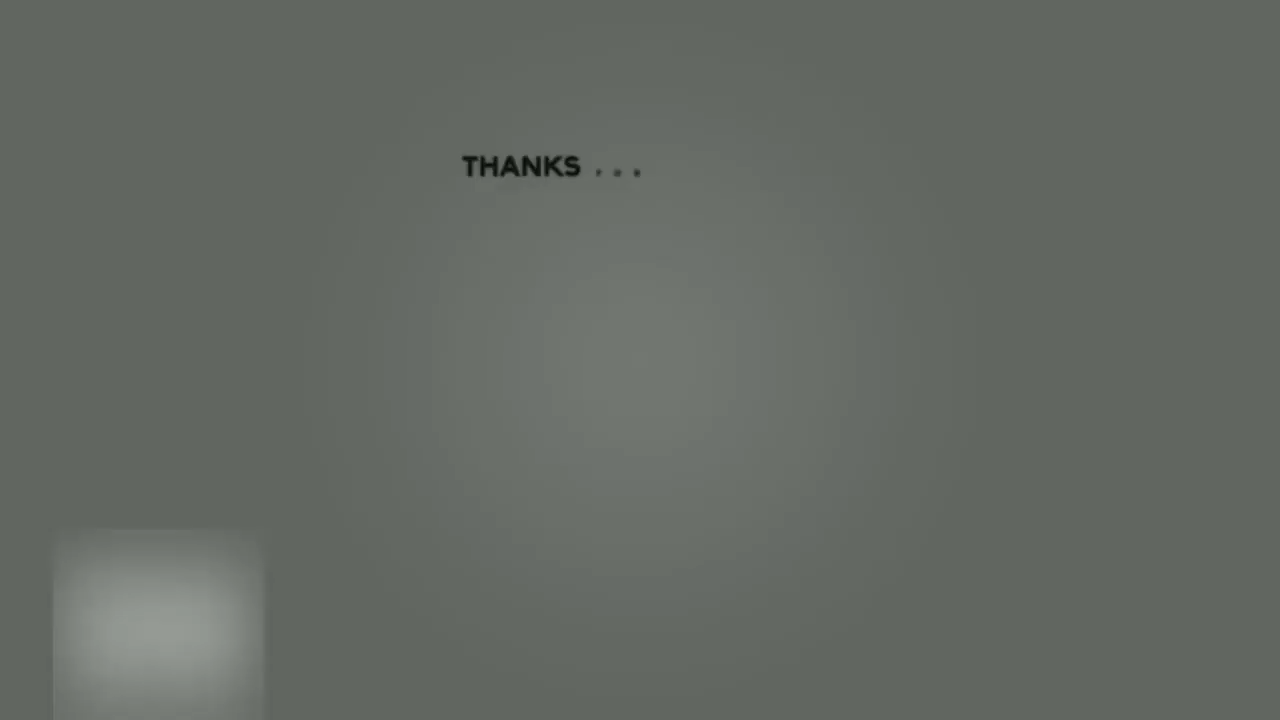 THANKS . . .